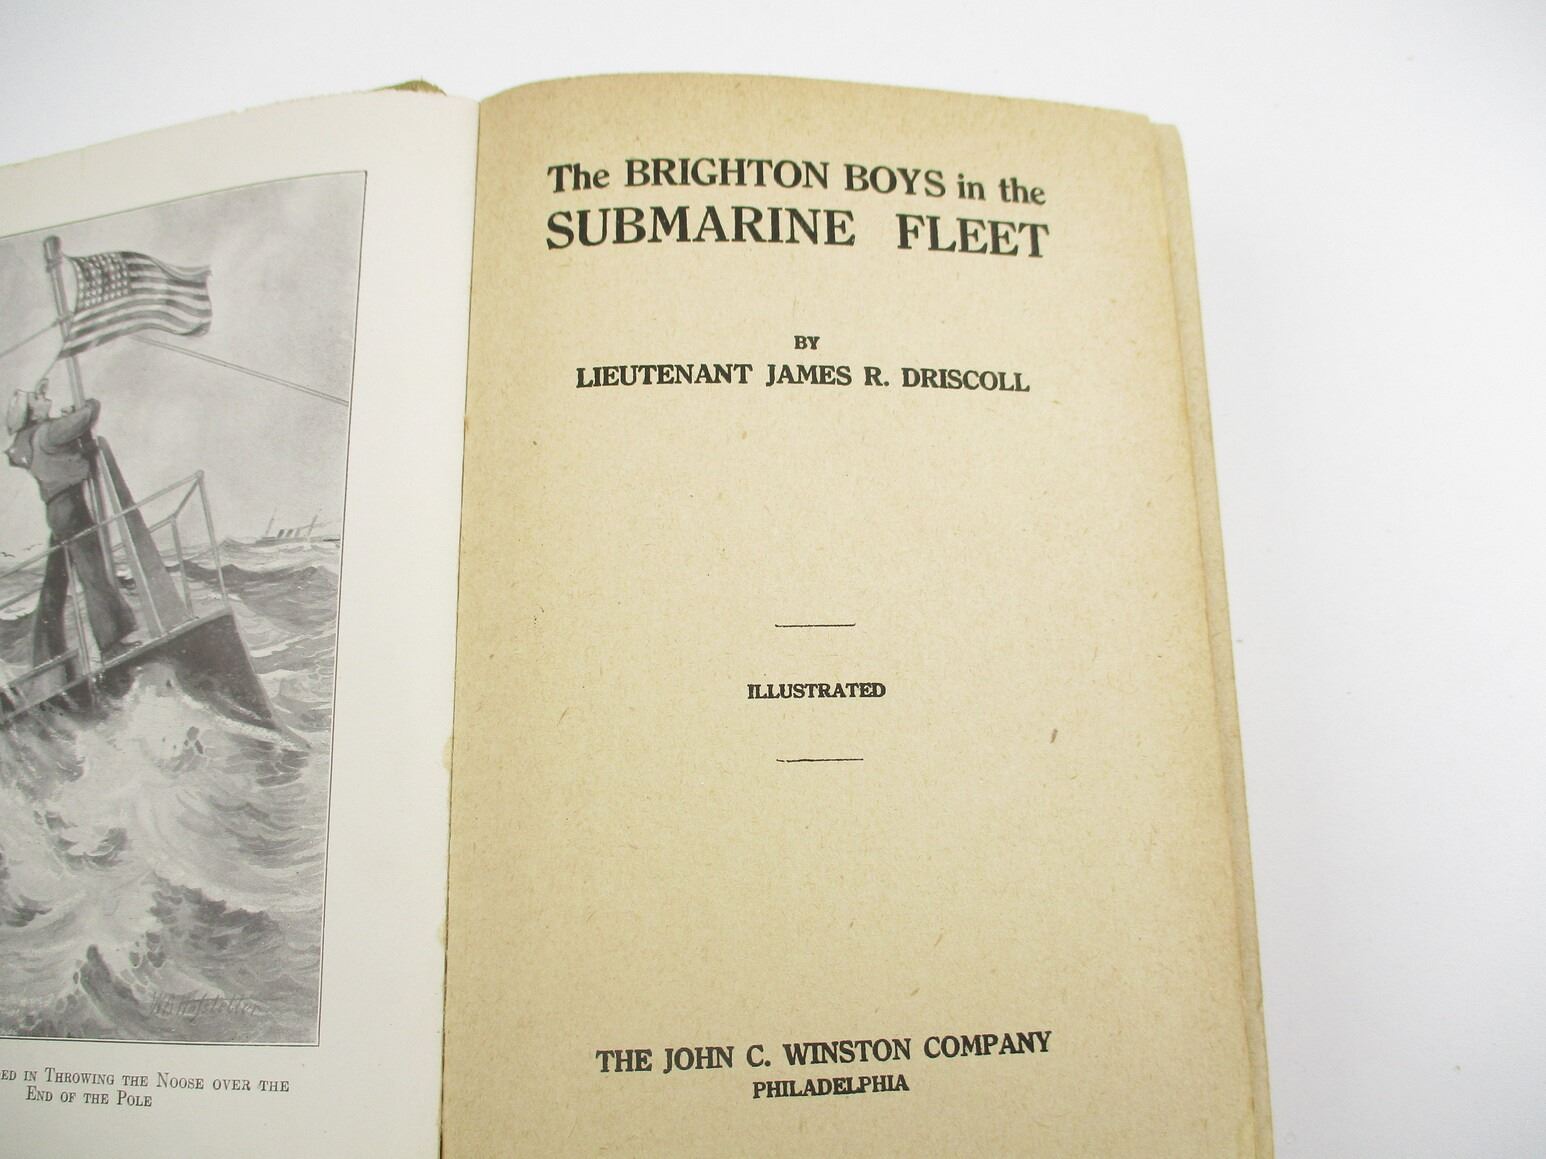 W B Hofstetter
ED IN THROWING THE NOOSE OVER THE
END OF THE POLE
The BRIGHTON BOYS in the
SUBMARINE FLEET
BY
LIEUTENANT JAMES R. DRISCOLL
ILLUSTRATED
THE JOHN C. WINSTON COMPANY
PHILADELPHIA